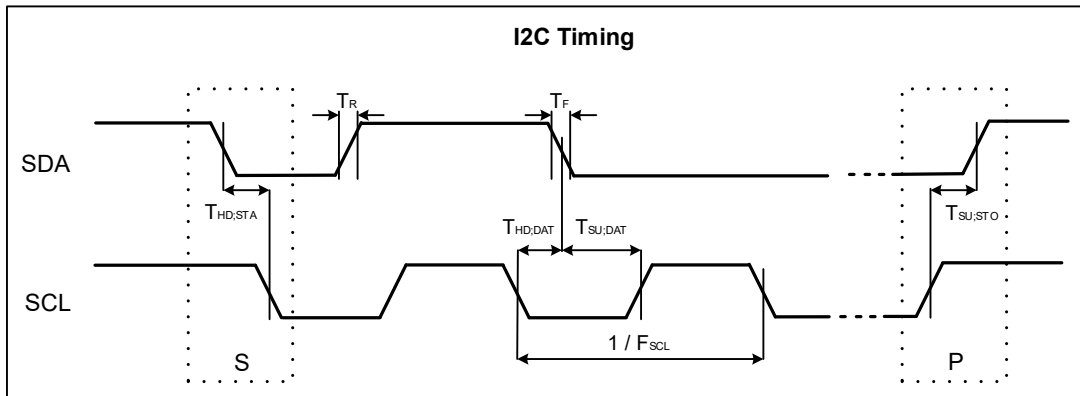 I2C Timing
TR
TF
SDA
THD;STA
THD;DAT
TSU;DAT
TSU;STO
SCL
1 / FSCL
S
P